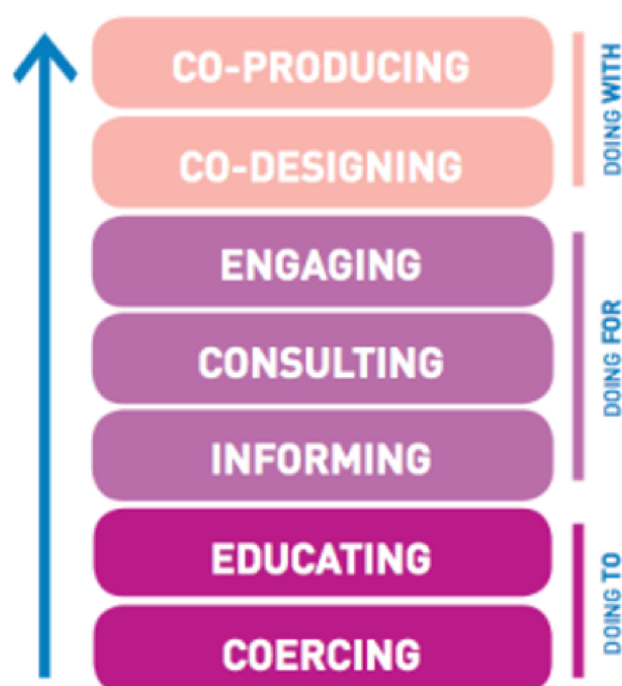 CO-PRODUCING
CO-DESIGNING
DOING WITH
ENGAGING
CONSULTING
INFORMING
DOING FOR
EDUCATING
COERCING
DOING TO